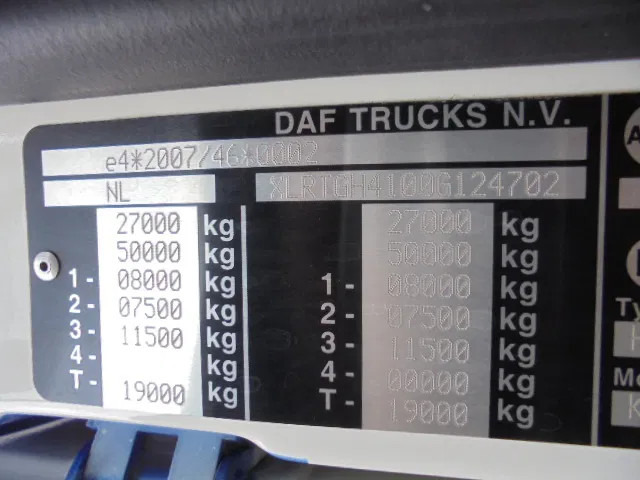 DAF TRUCKS N.V.
e4*2007/46*0002
NL XLRTGH4100G124702
27000 kg 27000 kg
50000 kg 50000 kg
1- 08000 kg 1- 08000 kg
2- 07500 kg 2- 07500 kg
3- 11500 kg 3- 11500 kg
4- kg 4- 00000 kg
T- 19000 kg T- 19000 kg
A
Ty
Mo
K